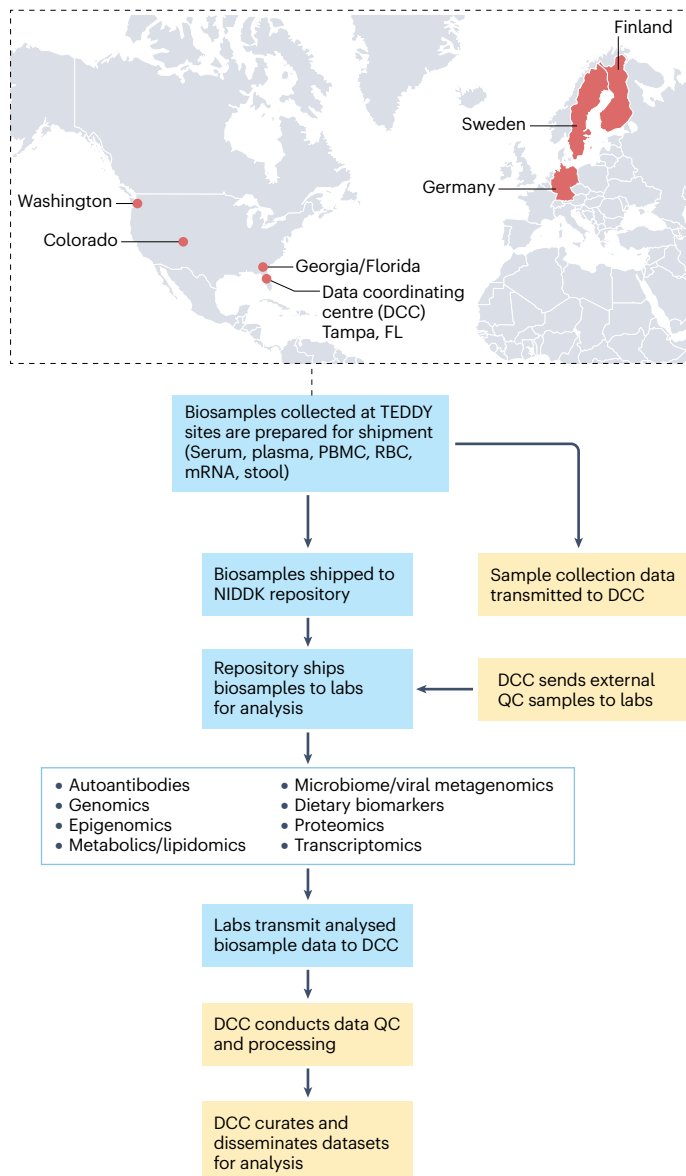 Finland
Sweden
Germany
Washington
Colorado
Georgia/Florida
Data coordinating
centre (DCC)
Tampa, FL
Biosamples collected at TEDDY
sites are prepared for shipment
(Serum, plasma, PBMC, RBC,
mRNA, stool)
Biosamples shipped to
NIDDK repository
Sample collection data
transmitted to DCC
Repository ships
biosamples to labs
for analysis
DCC sends external
QC samples to labs
• Autoantibodies
• Genomics
• Epigenomics
• Metabolics/lipidomics
• Microbiome/viral metagenomics
• Dietary biomarkers
• Proteomics
• Transcriptomics
Labs transmit analysed
biosample data to DCC
DCC conducts data QC
and processing
DCC curates and
disseminates datasets
for analysis